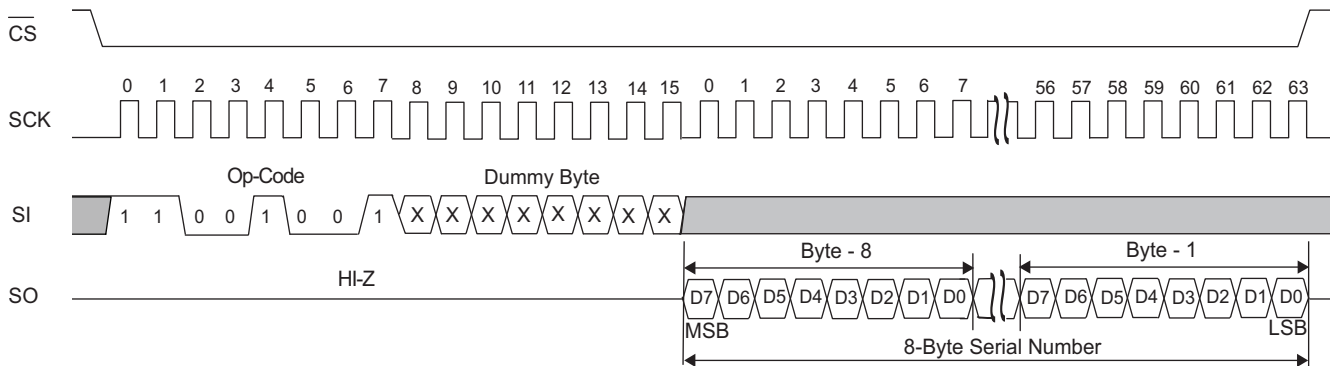 CS
0 1 2 3 4 5 6 7 8 9 10 11 12 13 14 15 0 1 2 3 4 5 6 7 56 57 58 59 60 61 62 63
SCK
Op-Code Dummy Byte
SI 1 1 0 0 1 0 0 1 X X X X X X X X
Byte - 8 Byte - 1
HI-Z
SO D7 D6 D5 D4 D3 D2 D1 D0 D7 D6 D5 D4 D3 D2 D1 D0
MSB LSB
8-Byte Serial Number